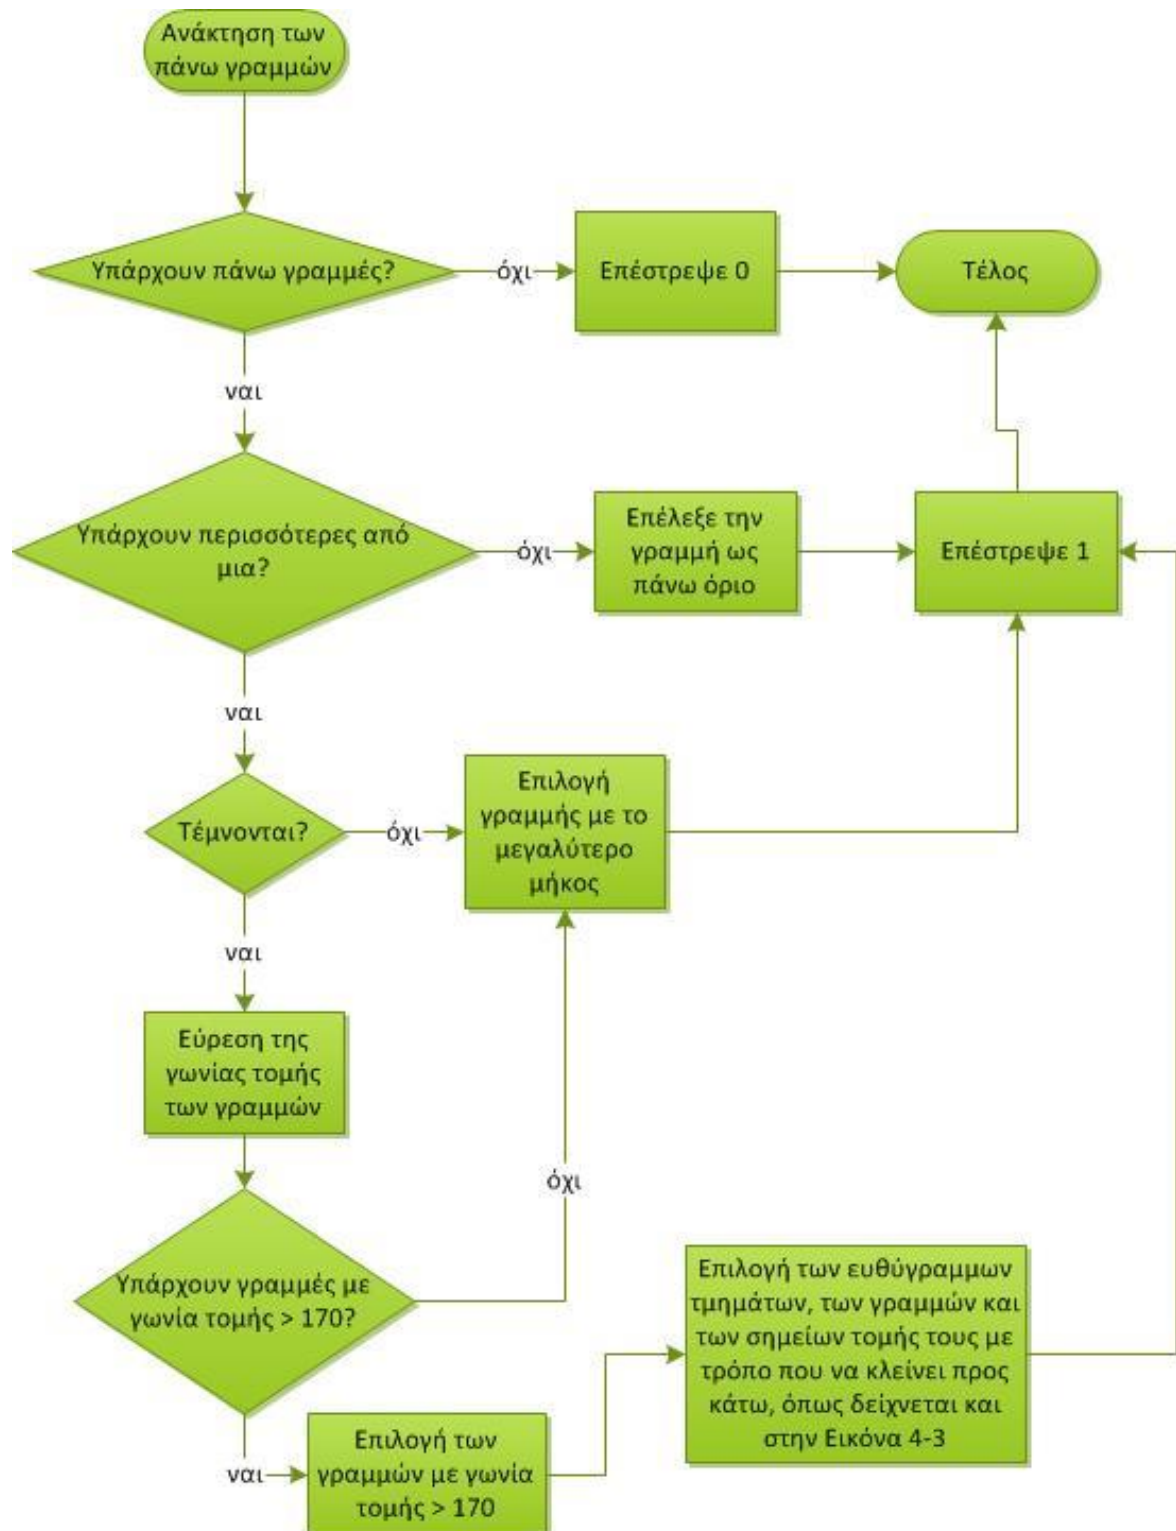 Ανάκτηση των
πάνω γραμμών
Υπάρχουν πάνω γραμμές?
όχι
Επέστρεψε 0
Τέλος
ναι
Υπάρχουν περισσότερες από
μια?
όχι
Επέλεξε την
γραμμή ως
πάνω όριο
Επέστρεψε 1
ναι
Τέμνονται?
όχι
Επιλογή
γραμμής με το
μεγαλύτερο
μήκος
ναι
Εύρεση της
γωνίας τομής
των γραμμών
όχι
Υπάρχουν γραμμές με
γωνία τομής > 170?
Επιλογή των ευθύγραμμων
τμημάτων, των γραμμών και
των σημείων τομής τους με
τρόπο που να κλείνει προς
κάτω, όπως δείχνεται και
στην Εικόνα 4-3
ναι
Επιλογή των
γραμμών με γωνία
τομής > 170